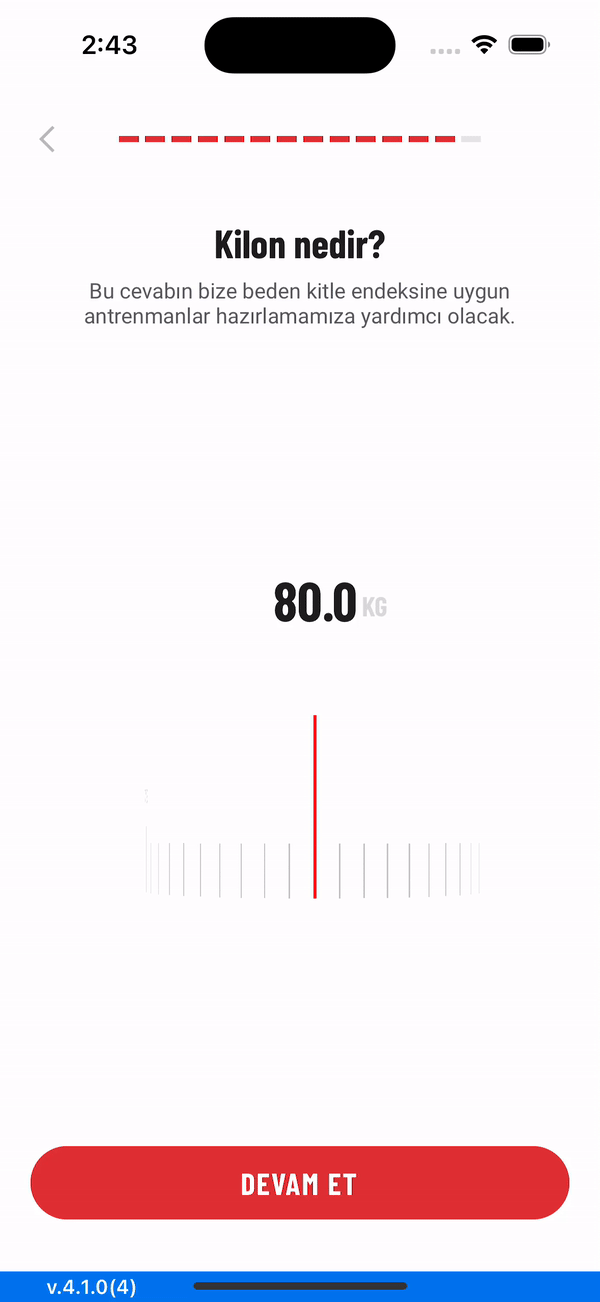 2:43
Kilon nedir?
Bu cevabın bize beden kitle endeksine uygun
antrenmanlar hazırlamamıza yardımcı olacak.
80.0 KG
DEVAM ET
v.4.1.0(4)